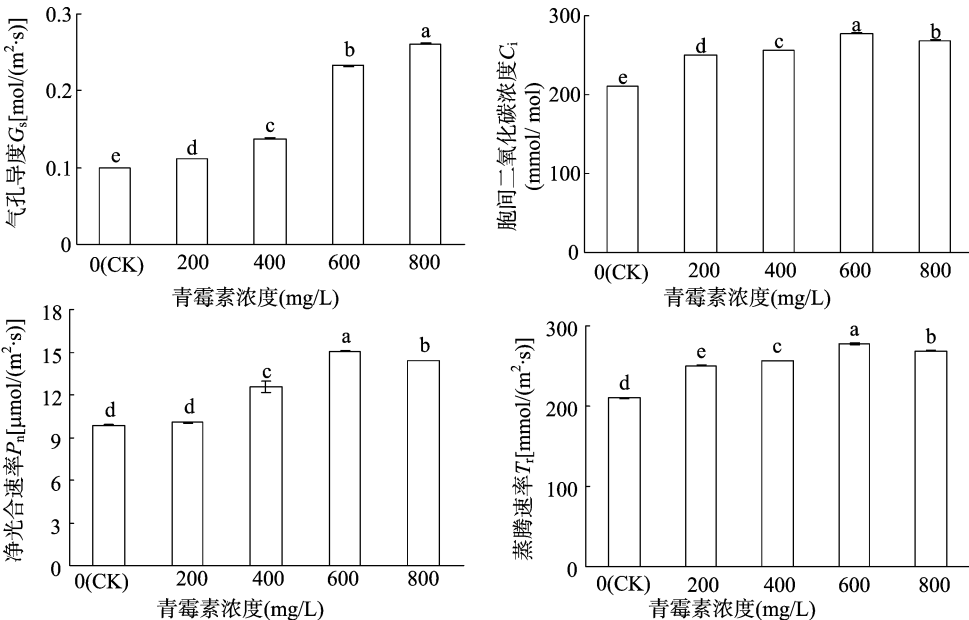 气孔导度Gs[mol/(m²·s)]
0.3
0.2
0.1
0
e
d
c
b
a
0(CK)
200
400
600
800
青霉素浓度(mg/L)
胞间二氧化碳浓度Ci
(mmol/ mol)
300
250
200
100
0
e
d
c
a
b
0(CK)
200
400
600
800
青霉素浓度(mg/L)
净光合速率Pn[μmol/(m²·s)]
18
15
12
9
6
3
0
d
d
c
a
b
0(CK)
200
400
600
800
青霉素浓度(mg/L)
蒸腾速率Tr[mmol/(m²·s)]
300
200
100
0
d
e
c
a
b
0(CK)
200
400
600
800
青霉素浓度(mg/L)